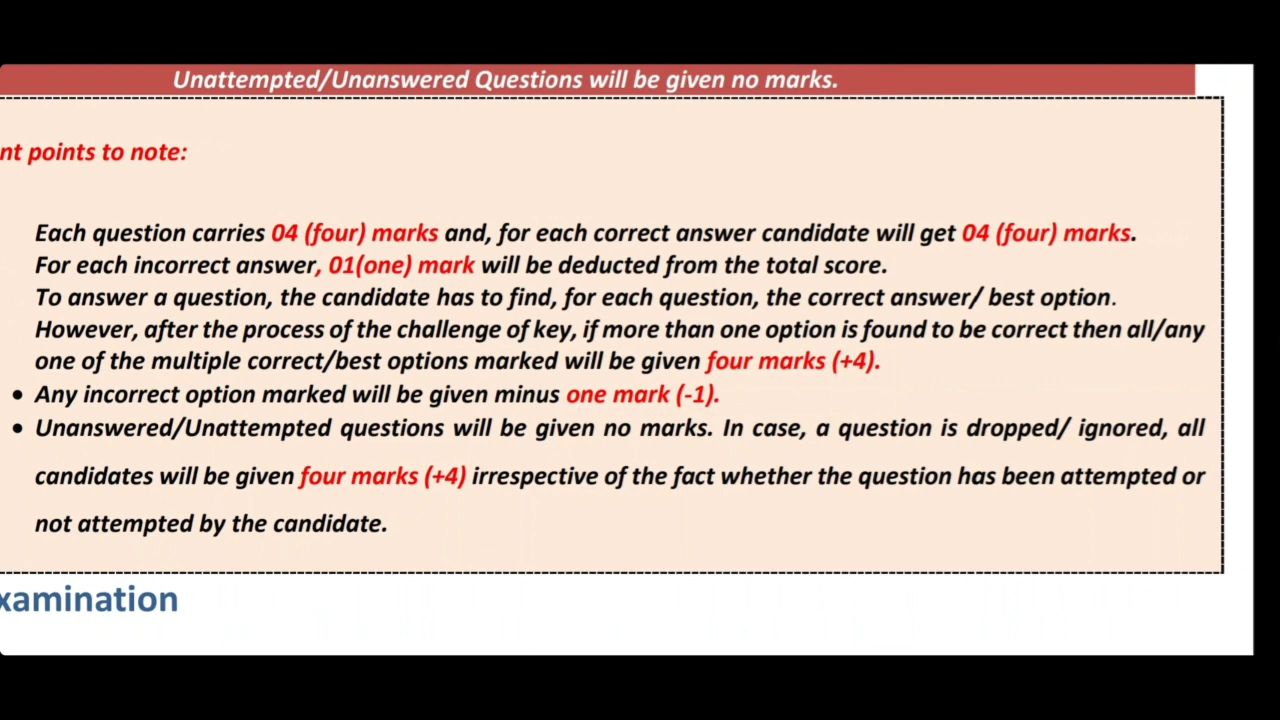 Unattempted/Unanswered Questions will be given no marks.
nt points to note:
Each question carries 04 (four) marks and, for each correct answer candidate will get 04 (four) marks.
For each incorrect answer, 01(one) mark will be deducted from the total score.
To answer a question, the candidate has to find, for each question, the correct answer/ best option.
However, after the process of the challenge of key, if more than one option is found to be correct then all/any
one of the multiple correct/best options marked will be given four marks (+4).
• Any incorrect option marked will be given minus one mark (-1).
• Unanswered/Unattempted questions will be given no marks. In case, a question is dropped/ ignored, all
candidates will be given four marks (+4) irrespective of the fact whether the question has been attempted or
not attempted by the candidate.
xamination